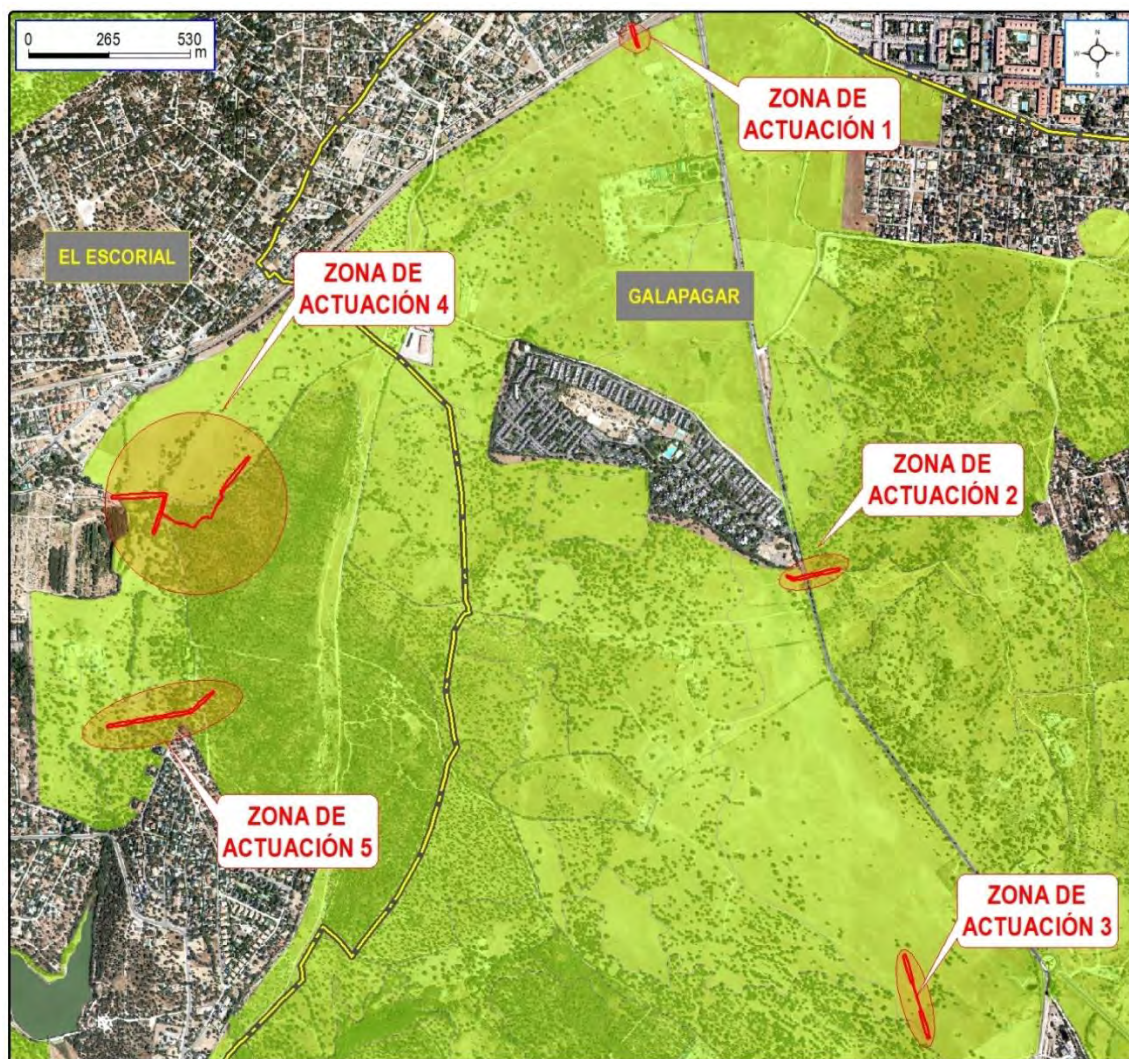 0 265 530
m
N
W E
S
ZONA DE
ACTUACIÓN 1
EL ESCORIAL
ZONA DE
ACTUACIÓN 4
GALAPAGAR
ZONA DE
ACTUACIÓN 2
ZONA DE
ACTUACIÓN 5
ZONA DE
ACTUACIÓN 3